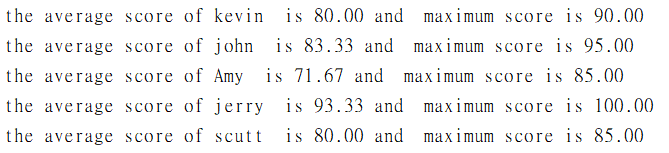 the average score of kevin  is 80.00 and  maximum score is 90.00
the average score of john  is 83.33 and  maximum score is 95.00
the average score of Amy  is 71.67 and  maximum score is 85.00
the average score of jerry  is 93.33 and  maximum score is 100.00
the average score of scutt  is 80.00 and  maximum score is 85.00